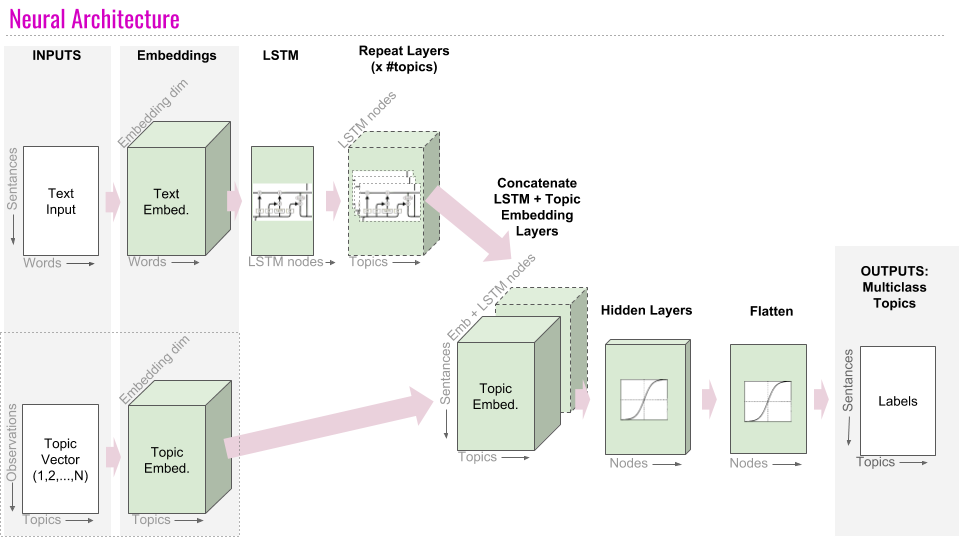 Neural Architecture
INPUTS
Embeddings
LSTM
Repeat Layers
(x #topics)
Sentances
Text
Input
Words
Embedding dim
Text
Embed.
Words
LSTM nodes
LSTM nodes
Topics
Concatenate
LSTM + Topic
Embedding
Layers
Observations
Topic
Vector
(1,2,...,N)
Topics
Embedding dim
Topic
Embed.
Topics
Emb + LSTM nodes
Sentances
Topic
Embed.
Topics
Hidden Layers
Nodes
Flatten
Nodes
OUTPUTS:
Multiclass
Topics
Sentances
Labels
Topics